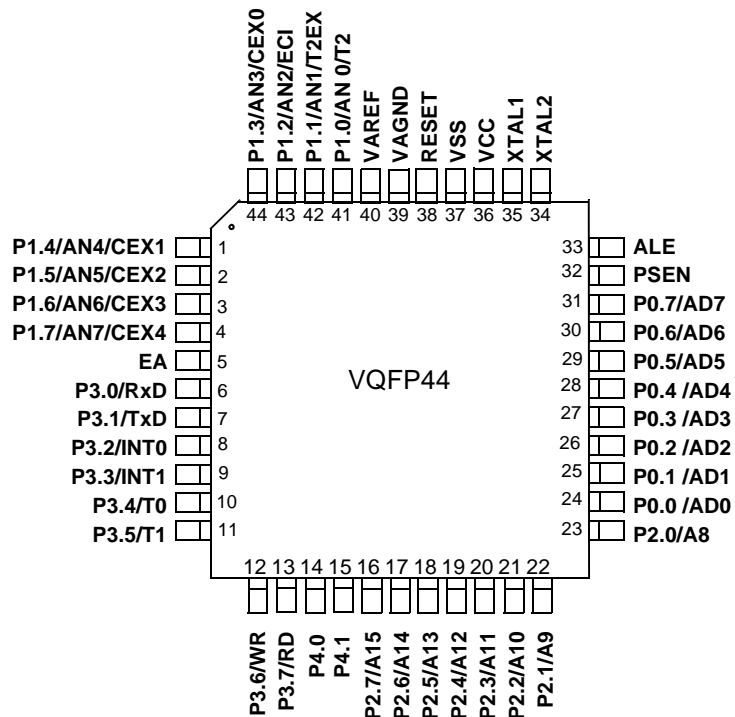 P1.3/AN3/CEX0
P1.2/AN2/ECI
P1.1/AN1/T2EX
P1.0/AN 0/T2
VAREF
VAGND
RESET
VSS
VCC
XTAL1
XTAL2
44 43 42 41 40 39 38 37 36 35 34
P1.4/AN4/CEX1 1
P1.5/AN5/CEX2 2
P1.6/AN6/CEX3 3
P1.7/AN7/CEX4 4
EA 5
P3.0/RxD 6
P3.1/TxD 7
P3.2/INT0 8
P3.3/INT1 9
P3.4/T0 10
P3.5/T1 11
VQFP44
33 ALE
32 PSEN
31 P0.7/AD7
30 P0.6/AD6
29 P0.5/AD5
28 P0.4 /AD4
27 P0.3 /AD3
26 P0.2 /AD2
25 P0.1 /AD1
24 P0.0 /AD0
23 P2.0/A8
12 13 14 15 16 17 18 19 20 21 22
P3.6/WR
P3.7/RD
P4.0
P4.1
P2.7/A15
P2.6/A14
P2.5/A13
P2.4/A12
P2.3/A11
P2.2/A10
P2.1/A9